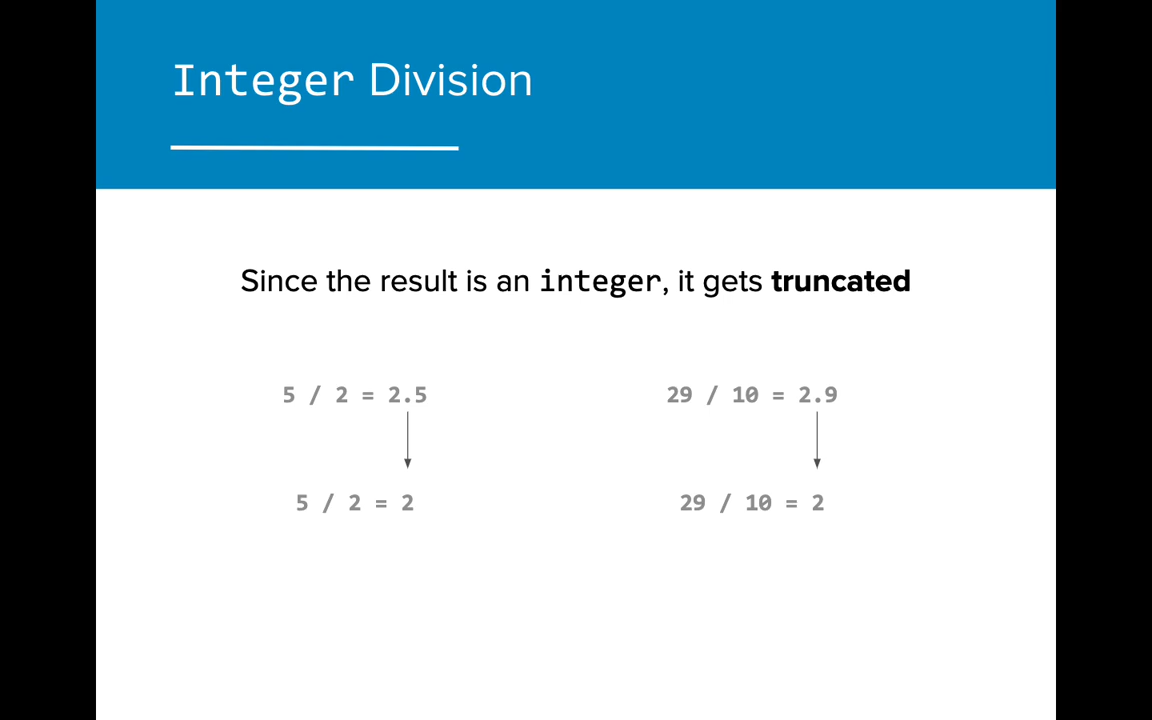 Integer Division
Since the result is an integer, it gets truncated
5 / 2 = 2.5
29 / 10 = 2.9
5 / 2 = 2
29 / 10 = 2